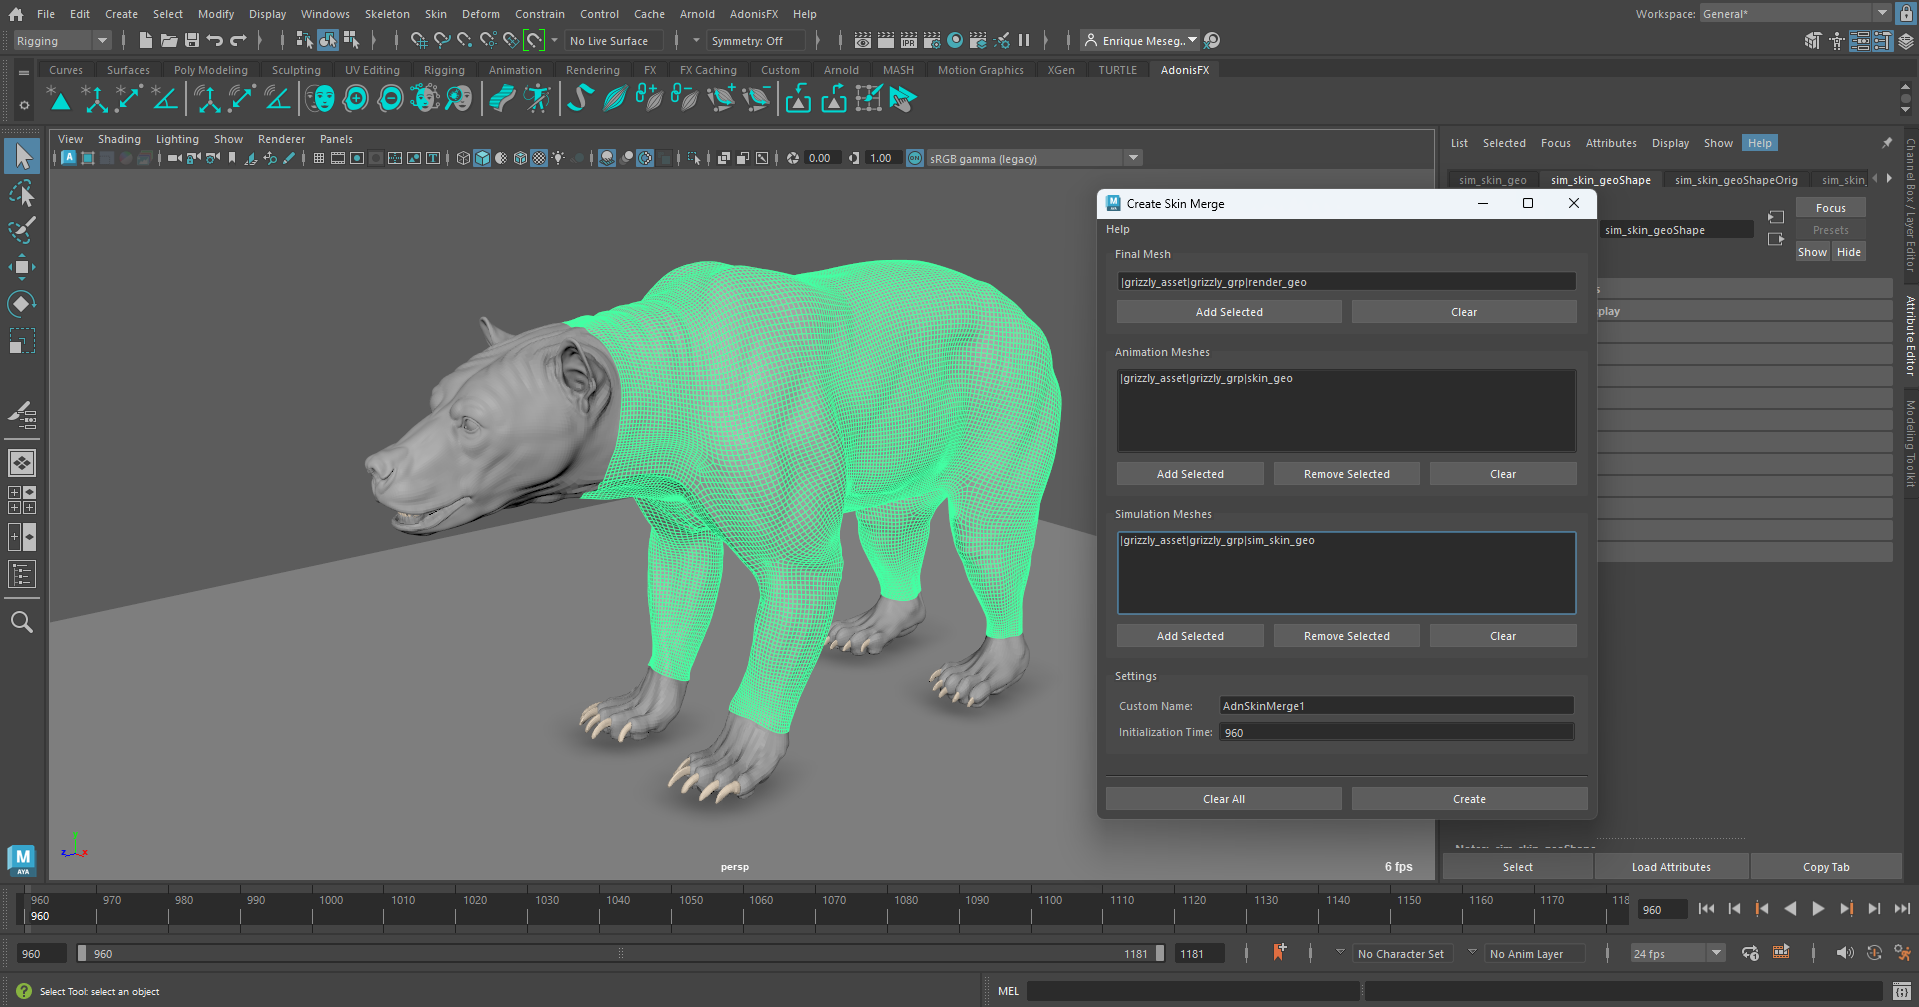 File Edit Create Select Modify Display Windows Skeleton Skin Deform Constrain Control Cache Arnold AdonisFX Help
Workspace: General*
Rigging
No Live Surface
Symmetry: Off
IPR
Enrique Meseg..
Curves Surfaces Poly Modeling Sculpting UV Editing Rigging Animation Rendering FX FX Caching Custom Arnold MASH Motion Graphics XGen TURTLE AdonisFX
View Shading Lighting Show Renderer Panels
0.00
1.00
ON
sRGB gamma (legacy)
List Selected Focus Attributes Display Show Help
sim_skin_geo sim_skin_geoShape sim_skin_geoShapeOrig sim_skin_
sim_skin_geoShape
Focus
Presets
Show Hide
play
Channel Box / Layer Editor
Attribute Editor
Modeling Toolkit
Create Skin Merge
Help
Final Mesh
|grizzly_asset|grizzly_grp|render_geo
Add Selected Clear
Animation Meshes
|grizzly_asset|grizzly_grp|skin_geo
Add Selected Remove Selected Clear
Simulation Meshes
|grizzly_asset|grizzly_grp|sim_skin_geo
Add Selected Remove Selected Clear
Settings
Custom Name: AdnSkinMerge1
Initialization Time: 960
Clear All Create
y
z x
M
AYA
persp
6 fps
Select Load Attributes Copy Tab
960 970 980 990 1000 1010 1020 1030 1040 1050 1060 1070 1080 1090 1100 1110 1120 1130 1140 1150 1160 1170 118
960
960
960 960 1181 1181
No Character Set
No Anim Layer
24 fps
Select Tool: select an object
MEL